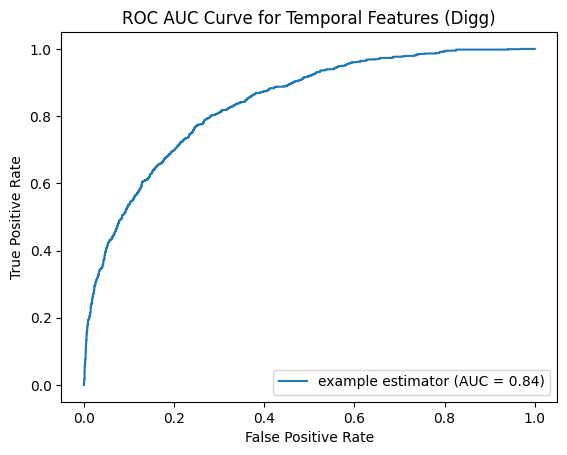 ROC AUC Curve for Temporal Features (Digg)
True Positive Rate
1.0
0.8
0.6
0.4
0.2
0.0
example estimator (AUC = 0.84)
0.0 0.2 0.4 0.6 0.8 1.0
False Positive Rate